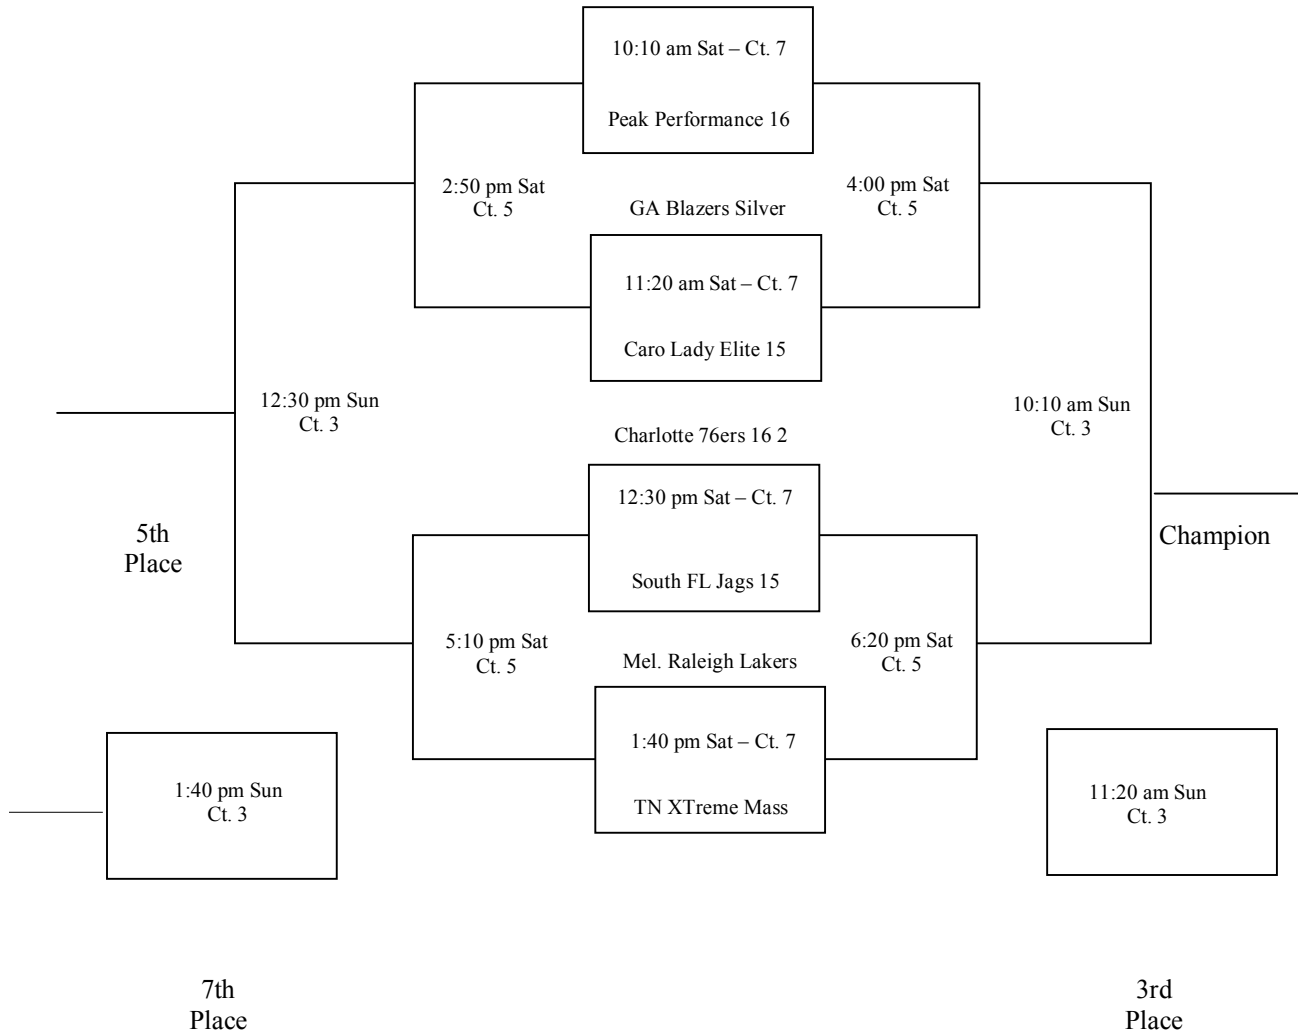 10:10 am Sat – Ct. 7
Peak Performance 16
2:50 pm Sat
Ct. 5
4:00 pm Sat
Ct. 5
GA Blazers Silver
11:20 am Sat – Ct. 7
Caro Lady Elite 15
12:30 pm Sun
Ct. 3
10:10 am Sun
Ct. 3
Charlotte 76ers 16 2
12:30 pm Sat – Ct. 7
5th
Place
Champion
South FL Jags 15
5:10 pm Sat
Ct. 5
6:20 pm Sat
Ct. 5
Mel. Raleigh Lakers
1:40 pm Sat – Ct. 7
TN XTreme Mass
1:40 pm Sun
Ct. 3
11:20 am Sun
Ct. 3
7th
Place
3rd
Place